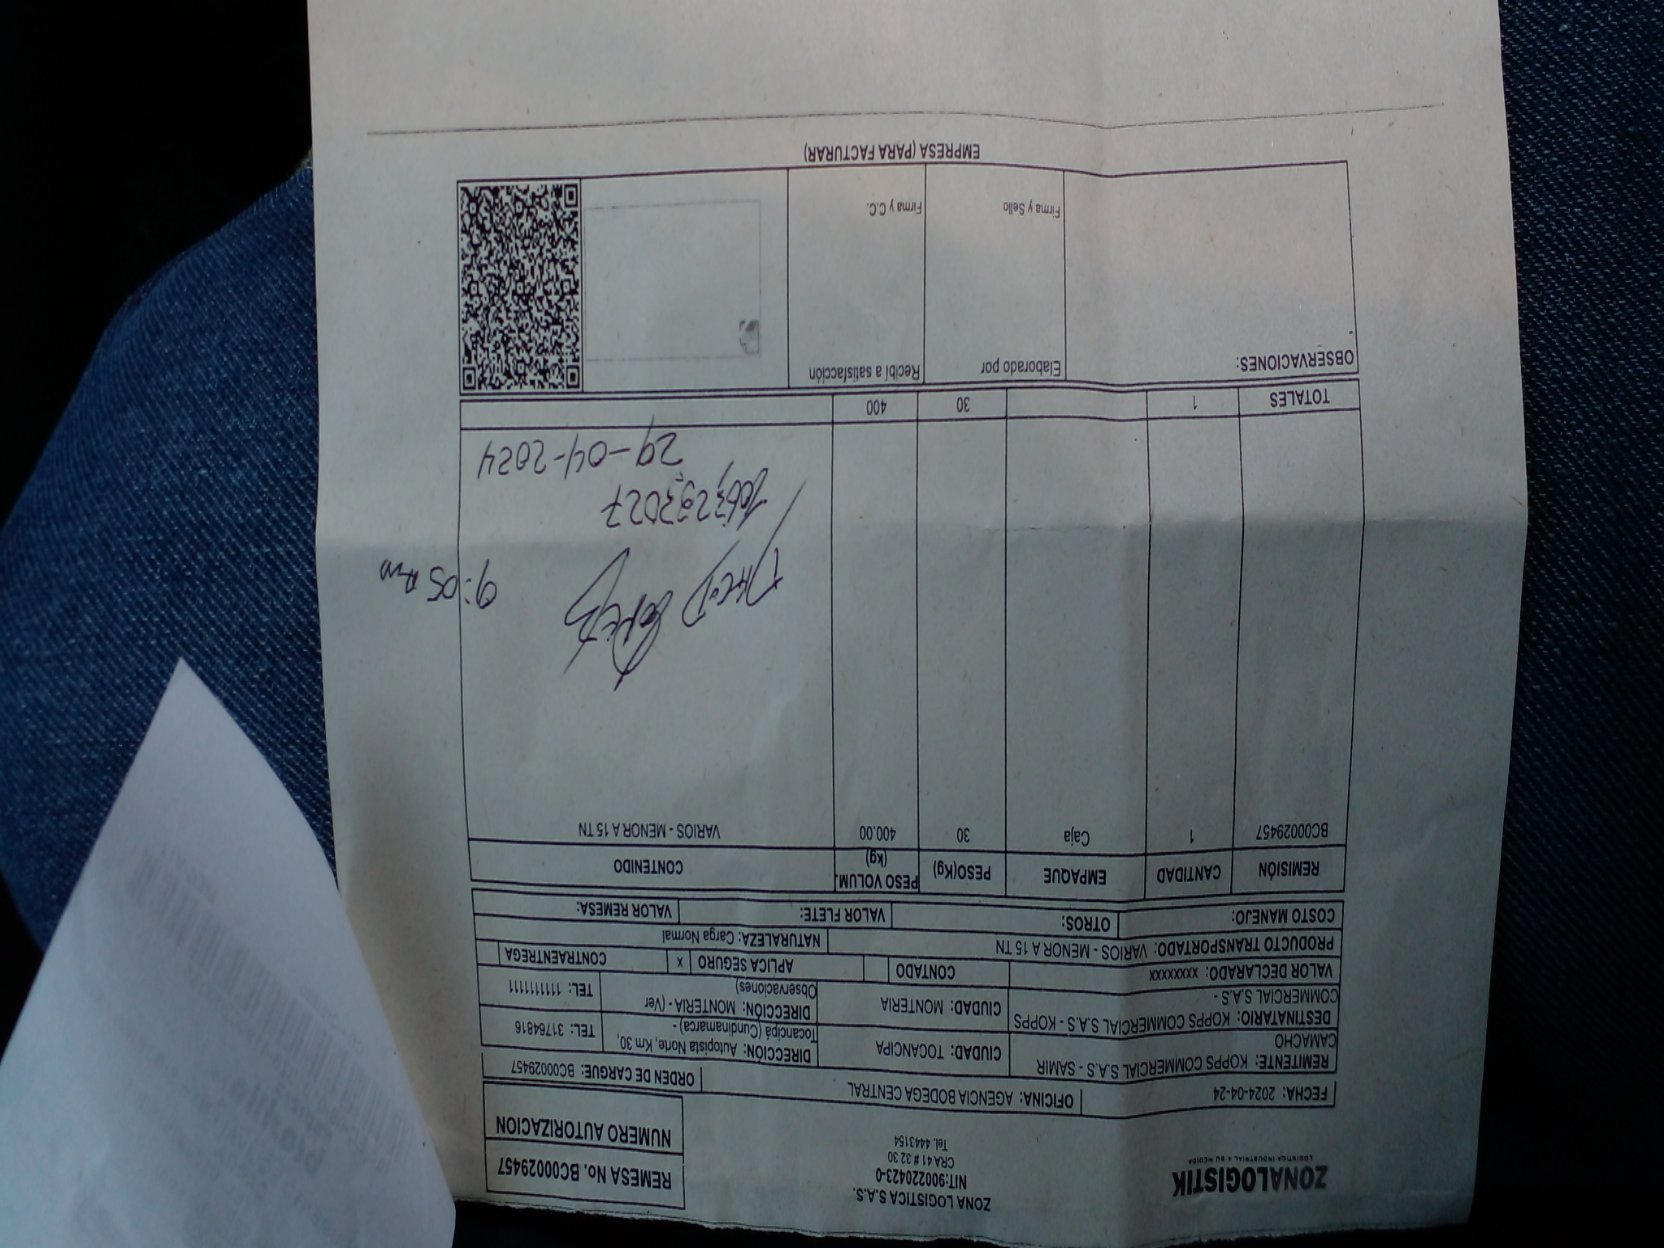 ZONALOGISTIK
LOGISTICA INDUSTRIAL A SU MEDIDA
ZONA LOGISTICA S.A.S.
NIT:900220423-0
CRA 41 # 32 30
Tel. 4443154
REMESA No. BC00029457
NUMERO AUTORIZACION
FECHA: 2024-04-24 OFICINA: AGENCIA BODEGA CENTRAL ORDEN DE CARGUE: BC00029457
REMITENTE: KOPPS COMMERCIAL S.A.S - SAMIR CAMACHO
CIUDAD: TOCANCIPA
DIRECCIÓN: Autopista Norte, Km 30,
Tocancipá (Cundinamarca) -
TEL: 31764816
DESTINATARIO: KOPPS COMMERCIAL S.A.S - KOPPS
COMMERCIAL S.A.S -
CIUDAD: MONTERIA
DIRECCIÓN: MONTERIA - (Ver
Observaciones)
TEL: 1111111111
VALOR DECLARADO: xxxxxxxx CONTADO APLICA SEGURO x CONTRAENTREGA
PRODUCTO TRANSPORTADO: VARIOS - MENOR A 15 TN NATURALEZA: Carga Normal
COSTO MANEJO: OTROS: VALOR FLETE: VALOR REMESA:
REMISIÓN CANTIDAD EMPAQUE PESO(Kg) PESO VOLUM. (kg) CONTENIDO
BC00029457 1 Caja 30 400.00 VARIOS - MENOR A 15 TN
9:05 Am
29-04-2024
TOTALES 1 30 400
OBSERVACIONES:
Elaborado por
Recibí a satisfacción
Firma y Sello
Firma y C.C.
EMPRESA (PARA FACTURAR)